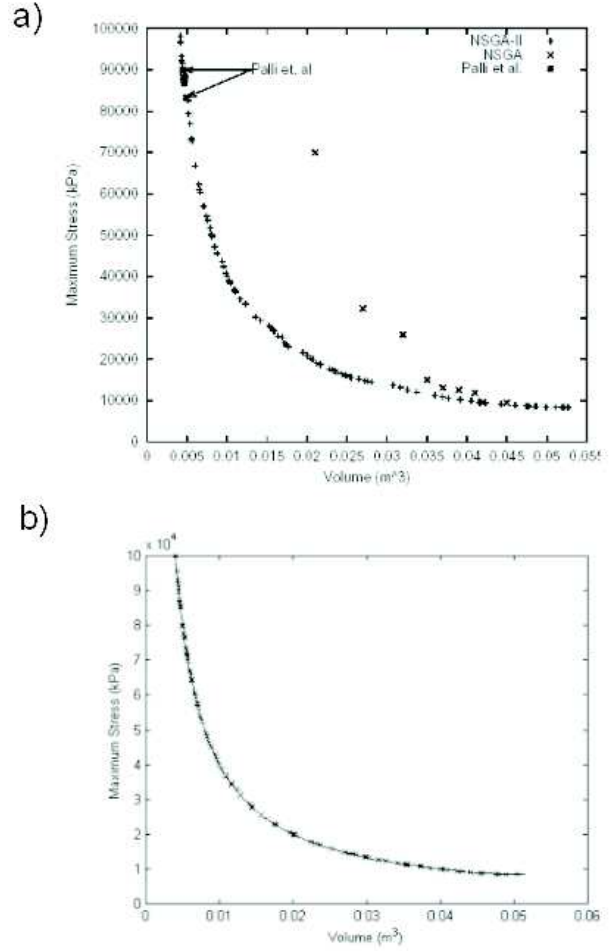 a)
100000
90000
80000
70000
60000
50000
40000
30000
20000
10000
0
Maximum Stress (kPa)
NSGA-II
NSGA
Palli et al.
Palli et. al
0 0.005 0.01 0.015 0.02 0.025 0.03 0.035 0.04 0.045 0.05 0.055
Volume (m^3)
b)
x 10^4
10
9
8
7
6
5
4
3
2
1
0
Maximum Stress (kPa)
0 0.01 0.02 0.03 0.04 0.05 0.06
Volume (m³)